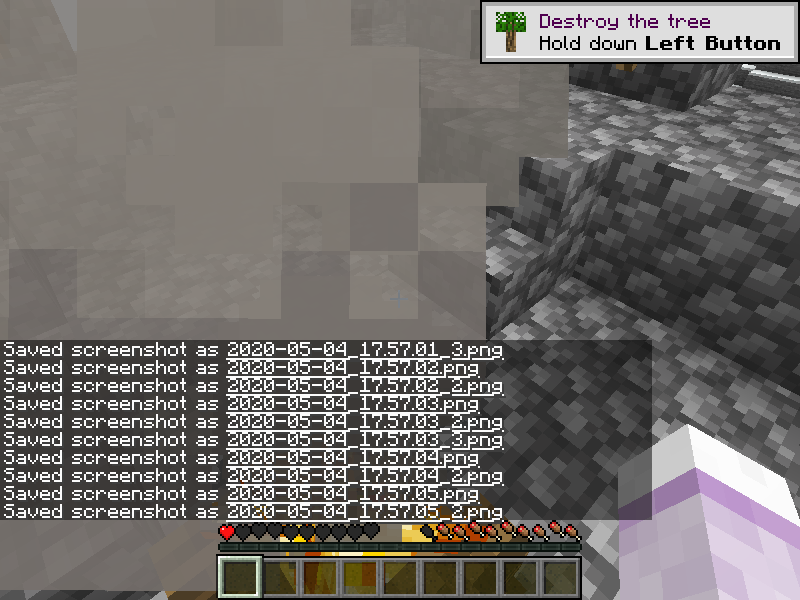 Destroy the tree
Hold down Left Button
Saved screenshot as 2020-05-04_17.57.01_3.png
Saved screenshot as 2020-05-04_17.57.02.png
Saved screenshot as 2020-05-04_17.57.02_2.png
Saved screenshot as 2020-05-04_17.57.03.png
Saved screenshot as 2020-05-04_17.57.03_2.png
Saved screenshot as 2020-05-04_17.57.03_3.png
Saved screenshot as 2020-05-04_17.57.04.png
Saved screenshot as 2020-05-04_17.57.04_2.png
Saved screenshot as 2020-05-04_17.57.05.png
Saved screenshot as 2020-05-04_17.57.05_2.png